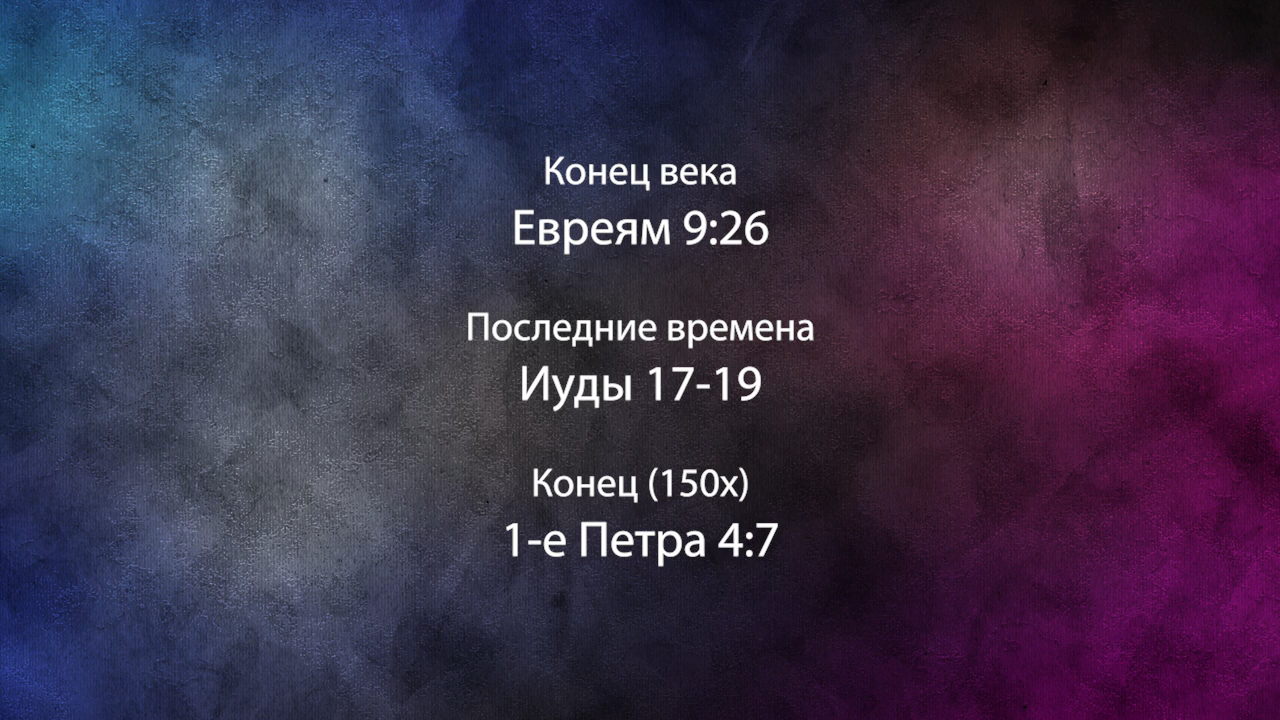 Конец века
Евреям 9:26
Последние времена
Иуды 17-19
Конец (150х)
1-е Петра 4:7